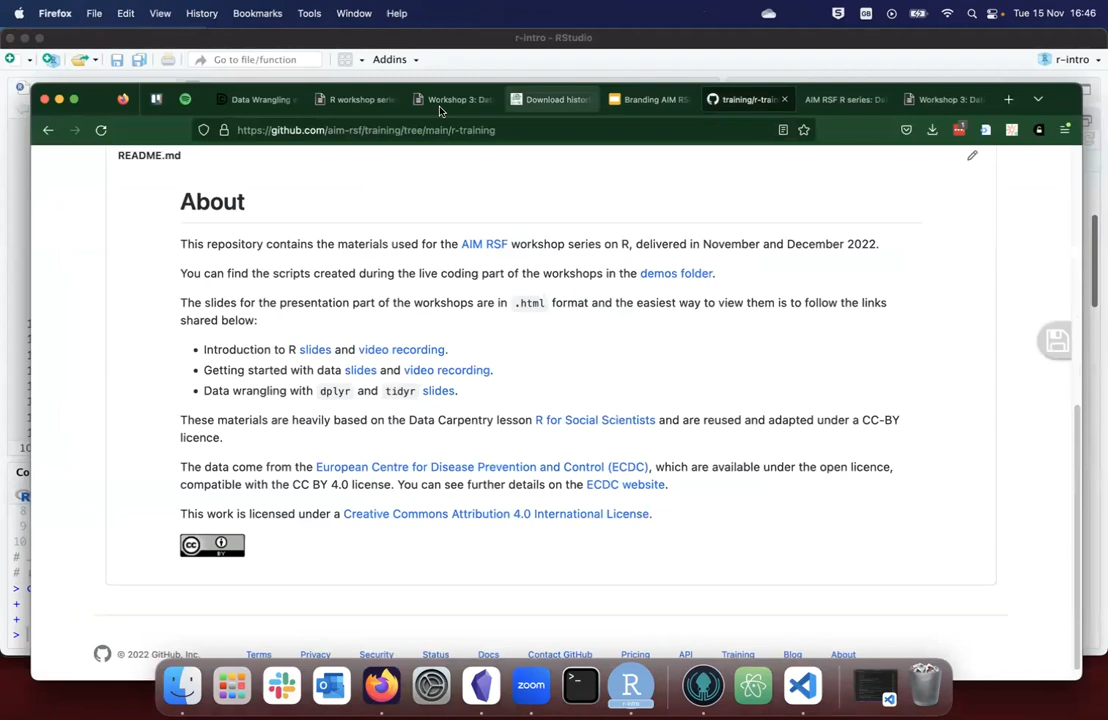 Firefox File Edit View History Bookmarks Tools Window Help
GB
Tue 15 Nov 16:46
r-intro - RStudio
Go to file/function
Addins
r-intro
Data Wrangling
R workshop serie
Workshop 3: Dat
Download histor
Branding AIM RS
training/r-train
AIM RSF R series: Da
Workshop 3: Dat
https://github.com/aim-rsf/training/tree/main/r-training
README.md
About
This repository contains the materials used for the AIM RSF workshop series on R, delivered in November and December 2022.
You can find the scripts created during the live coding part of the workshops in the demos folder.
The slides for the presentation part of the workshops are in .html format and the easiest way to view them is to follow the links
shared below:
• Introduction to R slides and video recording.
• Getting started with data slides and video recording.
• Data wrangling with dplyr and tidyr slides.
These materials are heavily based on the Data Carpentry lesson R for Social Scientists and are reused and adapted under a CC-BY
licence.
The data come from the European Centre for Disease Prevention and Control (ECDC), which are available under the open licence,
compatible with the CC BY 4.0 license. You can see further details on the ECDC website.
This work is licensed under a Creative Commons Attribution 4.0 International License.
cc BY
Co
R
8
9
10
#
#
>
+
+
>
© 2022 GitHub, Inc. Terms Privacy Security Status Docs Contact GitHub Pricing API Training Blog About
zoom
R
r-intro